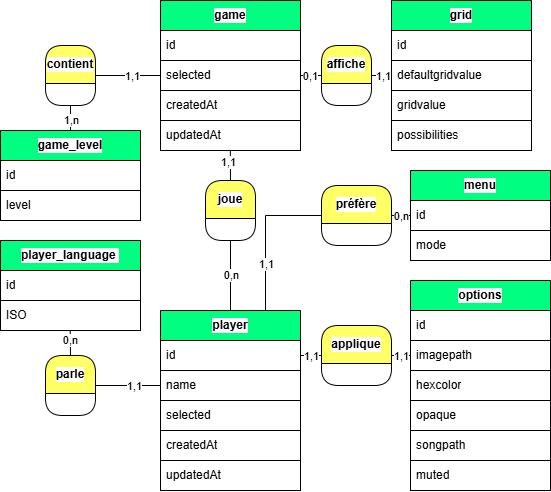 game
id
selected
createdAt
updatedAt
grid
id
defaultgridvalue
gridvalue
possibilities
contient
1,1
1,n
affiche
0,1
1,1
game_level
id
level
1,1
joue
0,n
préfère
0,n
1,1
menu
id
mode
player_language
id
ISO
0,n
parle
1,1
player
id
name
selected
createdAt
updatedAt
applique
1,1
1,1
options
id
imagepath
hexcolor
opaque
songpath
muted